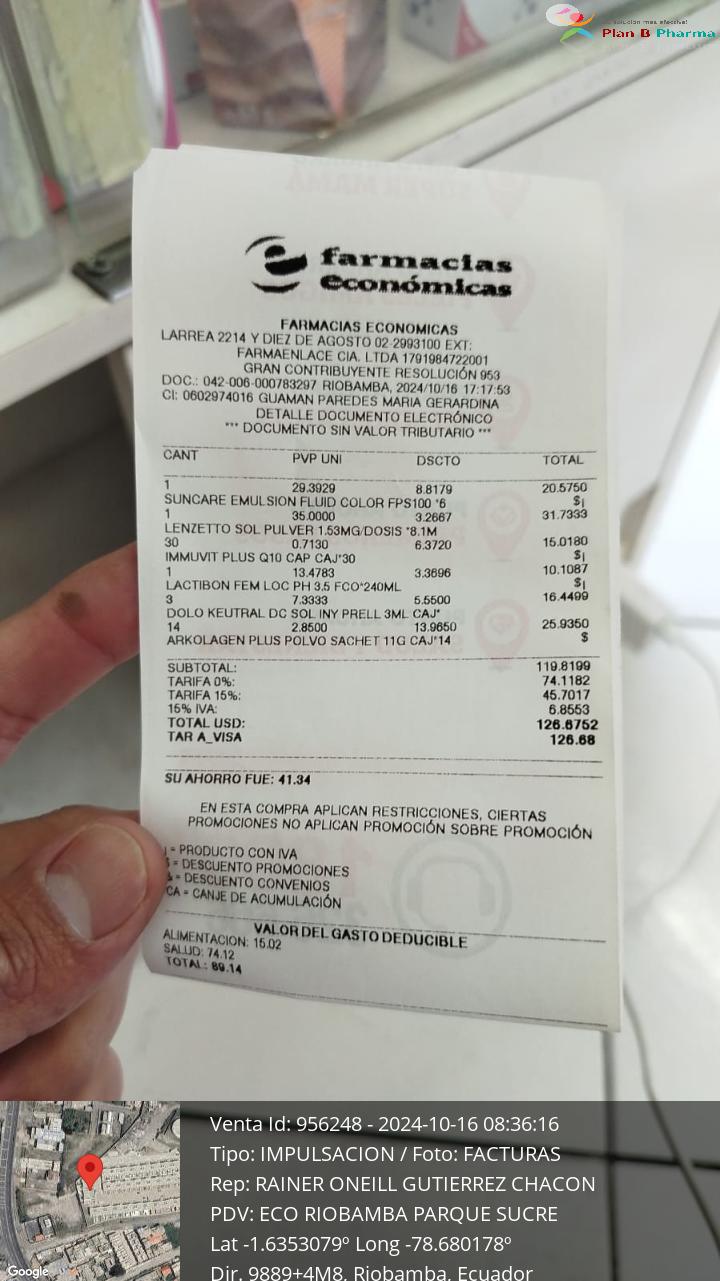 Plan B Pharma
farmacias
económicas
FARMACIAS ECONOMICAS
LARREA 2214 Y DIEZ DE AGOSTO 02-2993100 EXT:
FARMAENLACE CIA. LTDA 1791984722001
GRAN CONTRIBUYENTE RESOLUCIÓN 953
DOC.: 042-006-000783297 RIOBAMBA, 2024/10/16 17:17:53
CI: 0602974016 GUAMAN PAREDES MARIA GERARDINA
DETALLE DOCUMENTO ELECTRÓNICO
*** DOCUMENTO SIN VALOR TRIBUTARIO ***
CANT PVP UNI DSCTO TOTAL
1 29.3929 8.8179 20.5750
SUNCARE EMULSION FLUID COLOR FPS100 *6 $¡
1 35.0000 3.2667 31.7333
LENZETTO SOL PULVER 1.53MG/DOSIS *8.1M
30 0.7130 6.3720 15.0180
IMMUVIT PLUS Q10 CAP CAJ*30 $¡
1 13.4783 3.3696 10.1087
LACTIBON FEM LOC PH 3.5 FCO*240ML $¡
3 7.3333 5.5500 16.4499
DOLO KEUTRAL DC SOL INY PRELL 3ML CAJ*
14 2.8500 13.9650 25.9350
ARKOLAGEN PLUS POLVO SACHET 11G CAJ*14 $
SUBTOTAL: 119.8199
TARIFA 0%: 74.1182
TARIFA 15%: 45.7017
15% IVA: 6.8553
TOTAL USD: 126.6752
TAR A_VISA 126.68
SU AHORRO FUE: 41.34
EN ESTA COMPRA APLICAN RESTRICCIONES, CIERTAS
PROMOCIONES NO APLICAN PROMOCIÓN SOBRE PROMOCIÓN
¡ = PRODUCTO CON IVA
$ = DESCUENTO PROMOCIONES
& = DESCUENTO CONVENIOS
CA = CANJE DE ACUMULACIÓN
VALOR DEL GASTO DEDUCIBLE
ALIMENTACION: 15.02
SALUD: 74.12
TOTAL: 89.14
Venta Id: 956248 - 2024-10-16 08:36:16
Tipo: IMPULSACION / Foto: FACTURAS
Rep: RAINER ONEILL GUTIERREZ CHACON
PDV: ECO RIOBAMBA PARQUE SUCRE
Lat -1.6353079º Long -78.680178º
Dir. 9889+4M8, Riobamba, Ecuador
Google